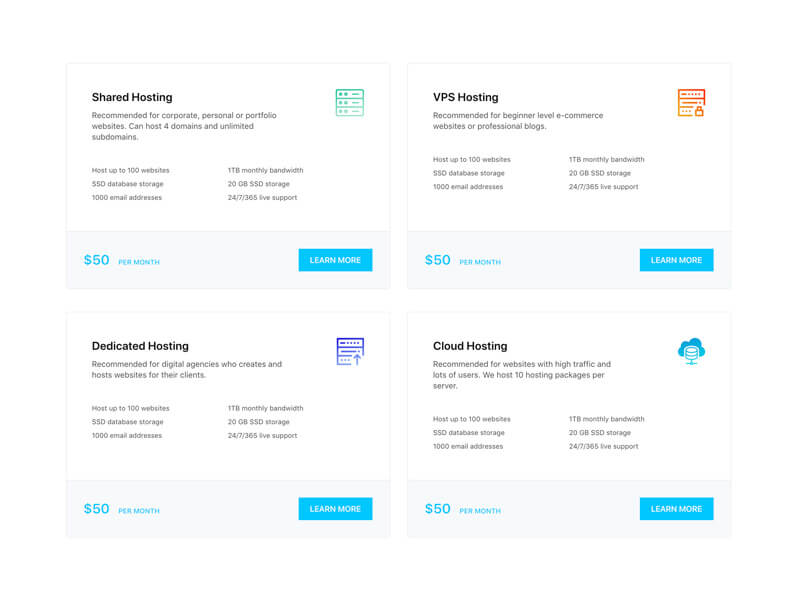 Shared Hosting
Recommended for corporate, personal or portfolio
websites. Can host 4 domains and unlimited
subdomains.
Host up to 100 websites
1TB monthly bandwidth
SSD database storage
20 GB SSD storage
1000 email addresses
24/7/365 live support
$50 PER MONTH
LEARN MORE
VPS Hosting
Recommended for beginner level e-commerce
websites or professional blogs.
Host up to 100 websites
1TB monthly bandwidth
SSD database storage
20 GB SSD storage
1000 email addresses
24/7/365 live support
$50 PER MONTH
LEARN MORE
Dedicated Hosting
Recommended for digital agencies who creates and
hosts websites for their clients.
Host up to 100 websites
1TB monthly bandwidth
SSD database storage
20 GB SSD storage
1000 email addresses
24/7/365 live support
$50 PER MONTH
LEARN MORE
Cloud Hosting
Recommended for websites with high traffic and
lots of users. We host 10 hosting packages per
server.
Host up to 100 websites
1TB monthly bandwidth
SSD database storage
20 GB SSD storage
1000 email addresses
24/7/365 live support
$50 PER MONTH
LEARN MORE